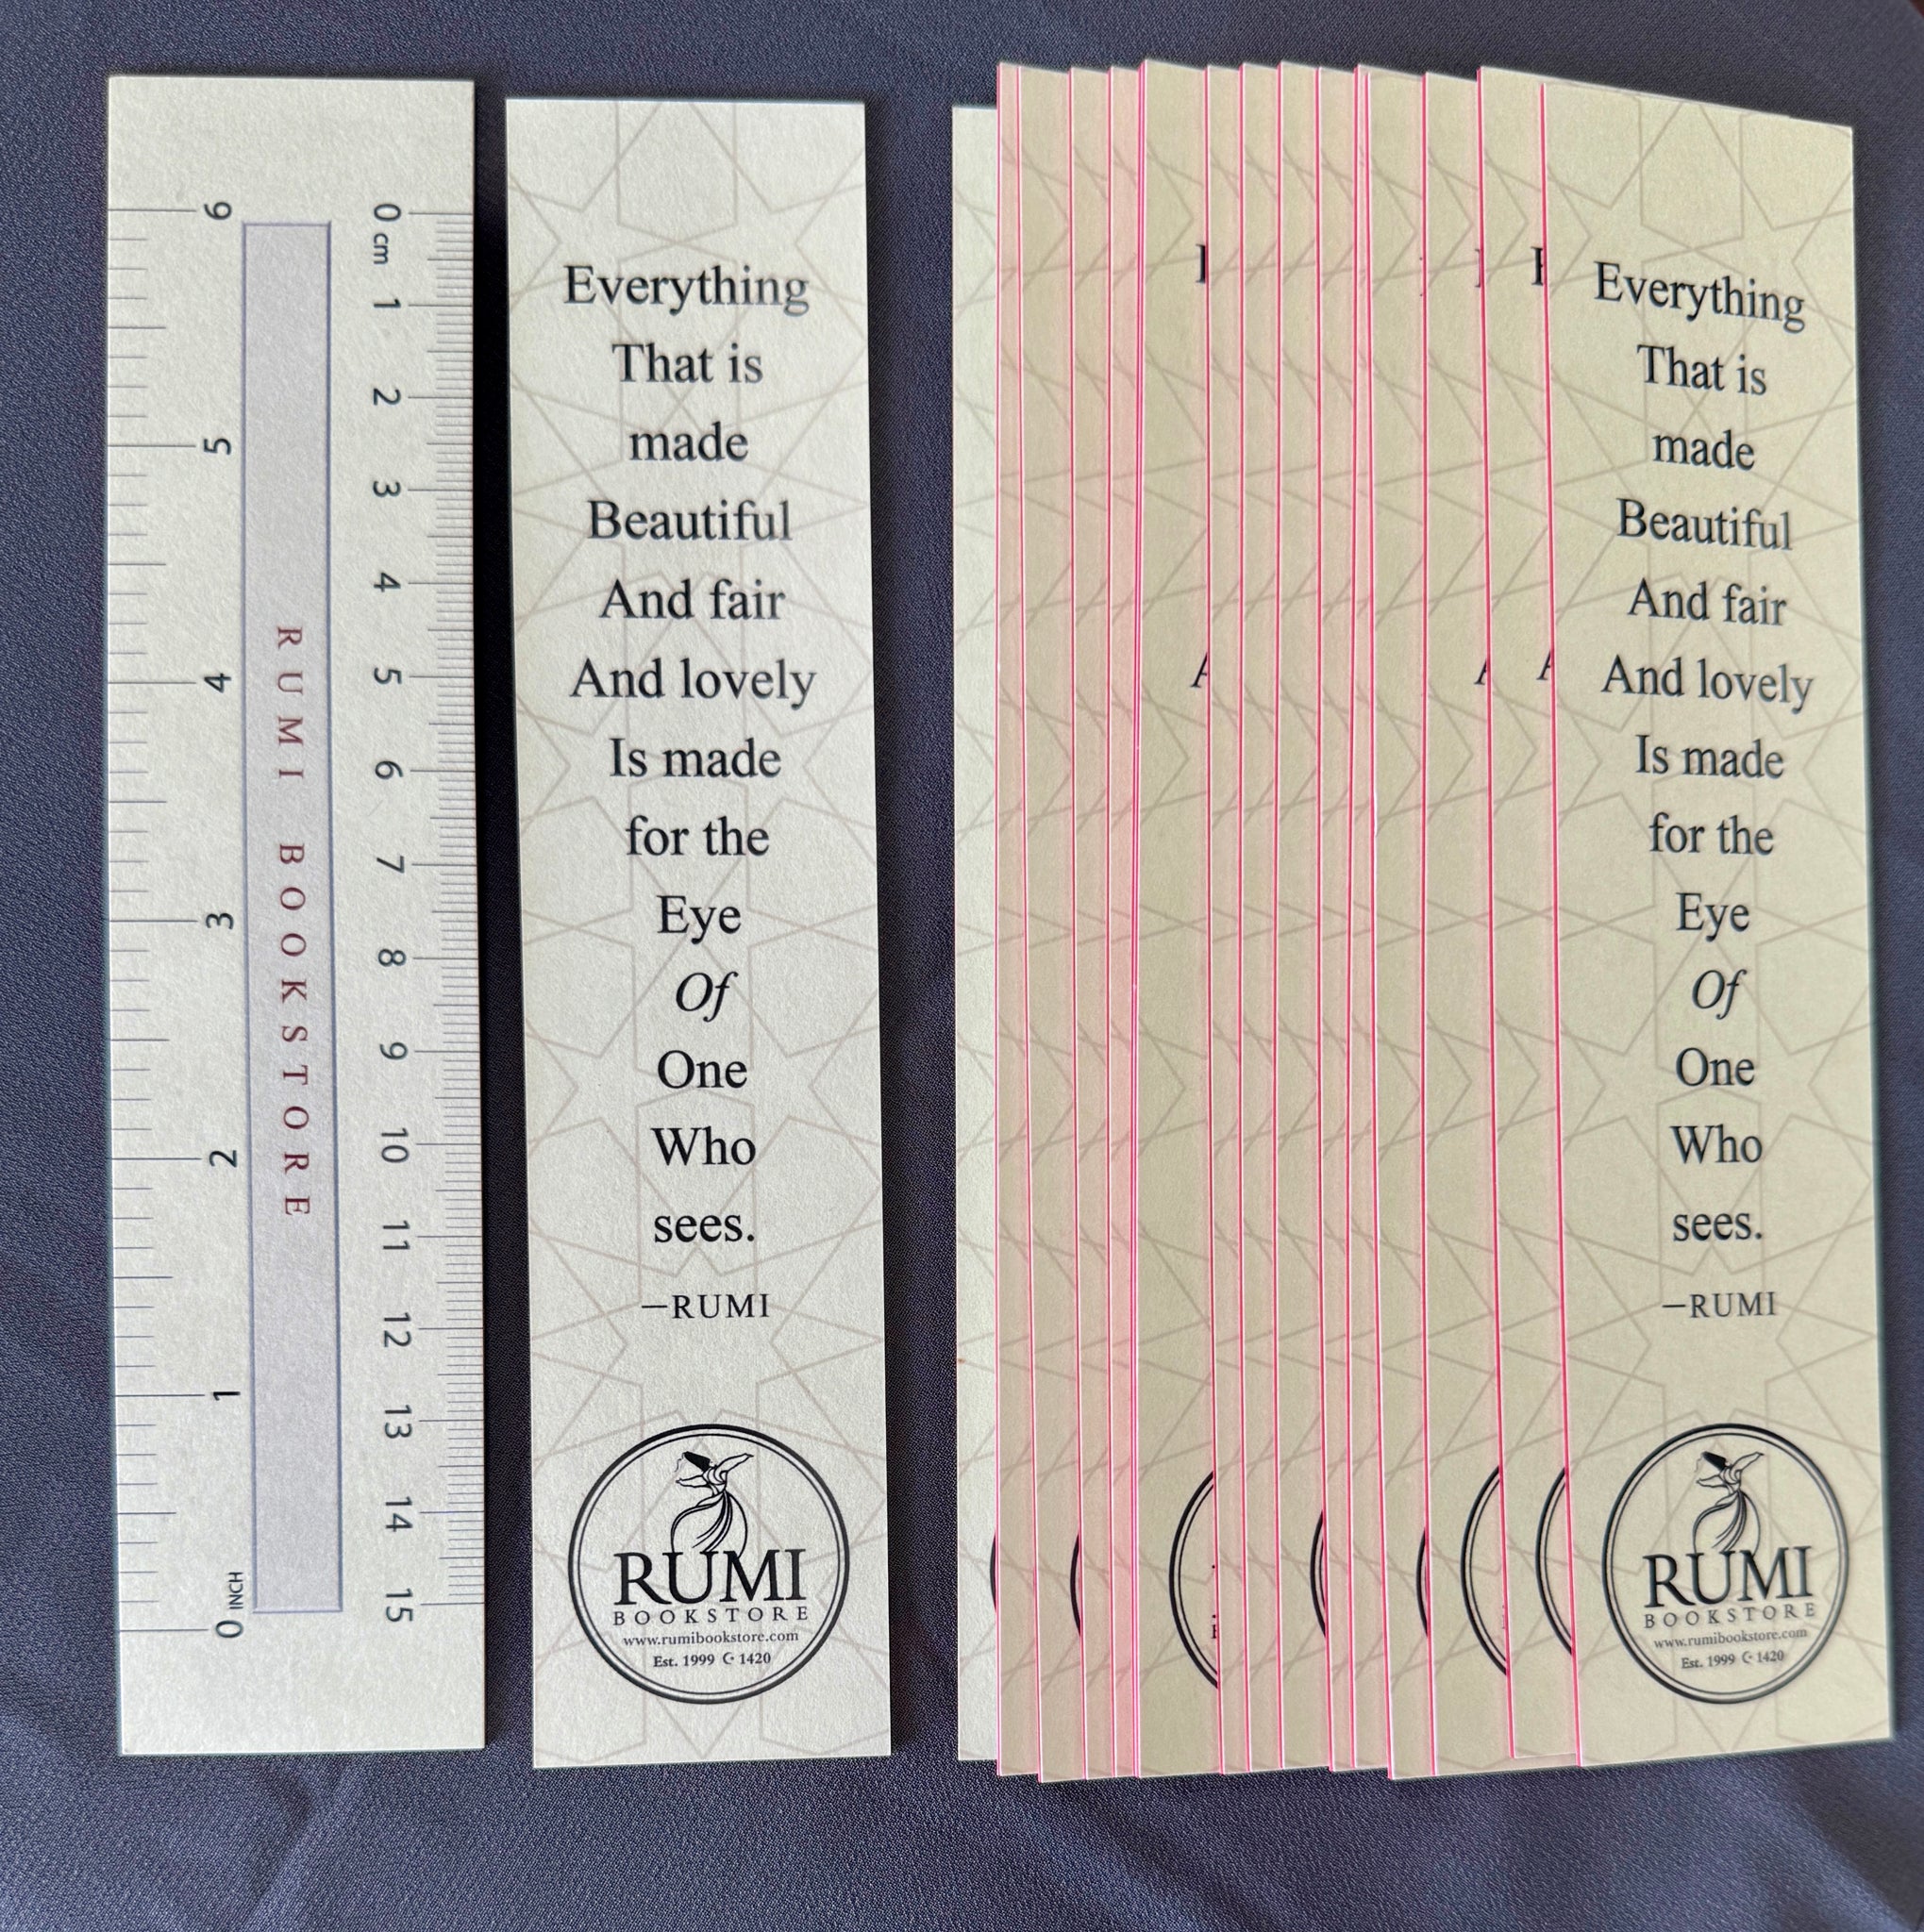 6
5
4
3
2
1
0 INCH
RUMI BOOKSTORE
0 cm
1
2
3
4
5
6
7
8
9
10
11
12
13
14
15
Everything
That is
made
Beautiful
And fair
And lovely
Is made
for the
Eye
Of
One
Who
sees.
—RUMI
RUMI
BOOKSTORE
www.rumibookstore.com
Est. 1999 ☪ 1420
Everything
That is
made
Beautiful
And fair
And lovely
Is made
for the
Eye
Of
One
Who
sees.
—RUMI
RUMI
BOOKSTORE
www.rumibookstore.com
Est. 1999 ☪ 1420